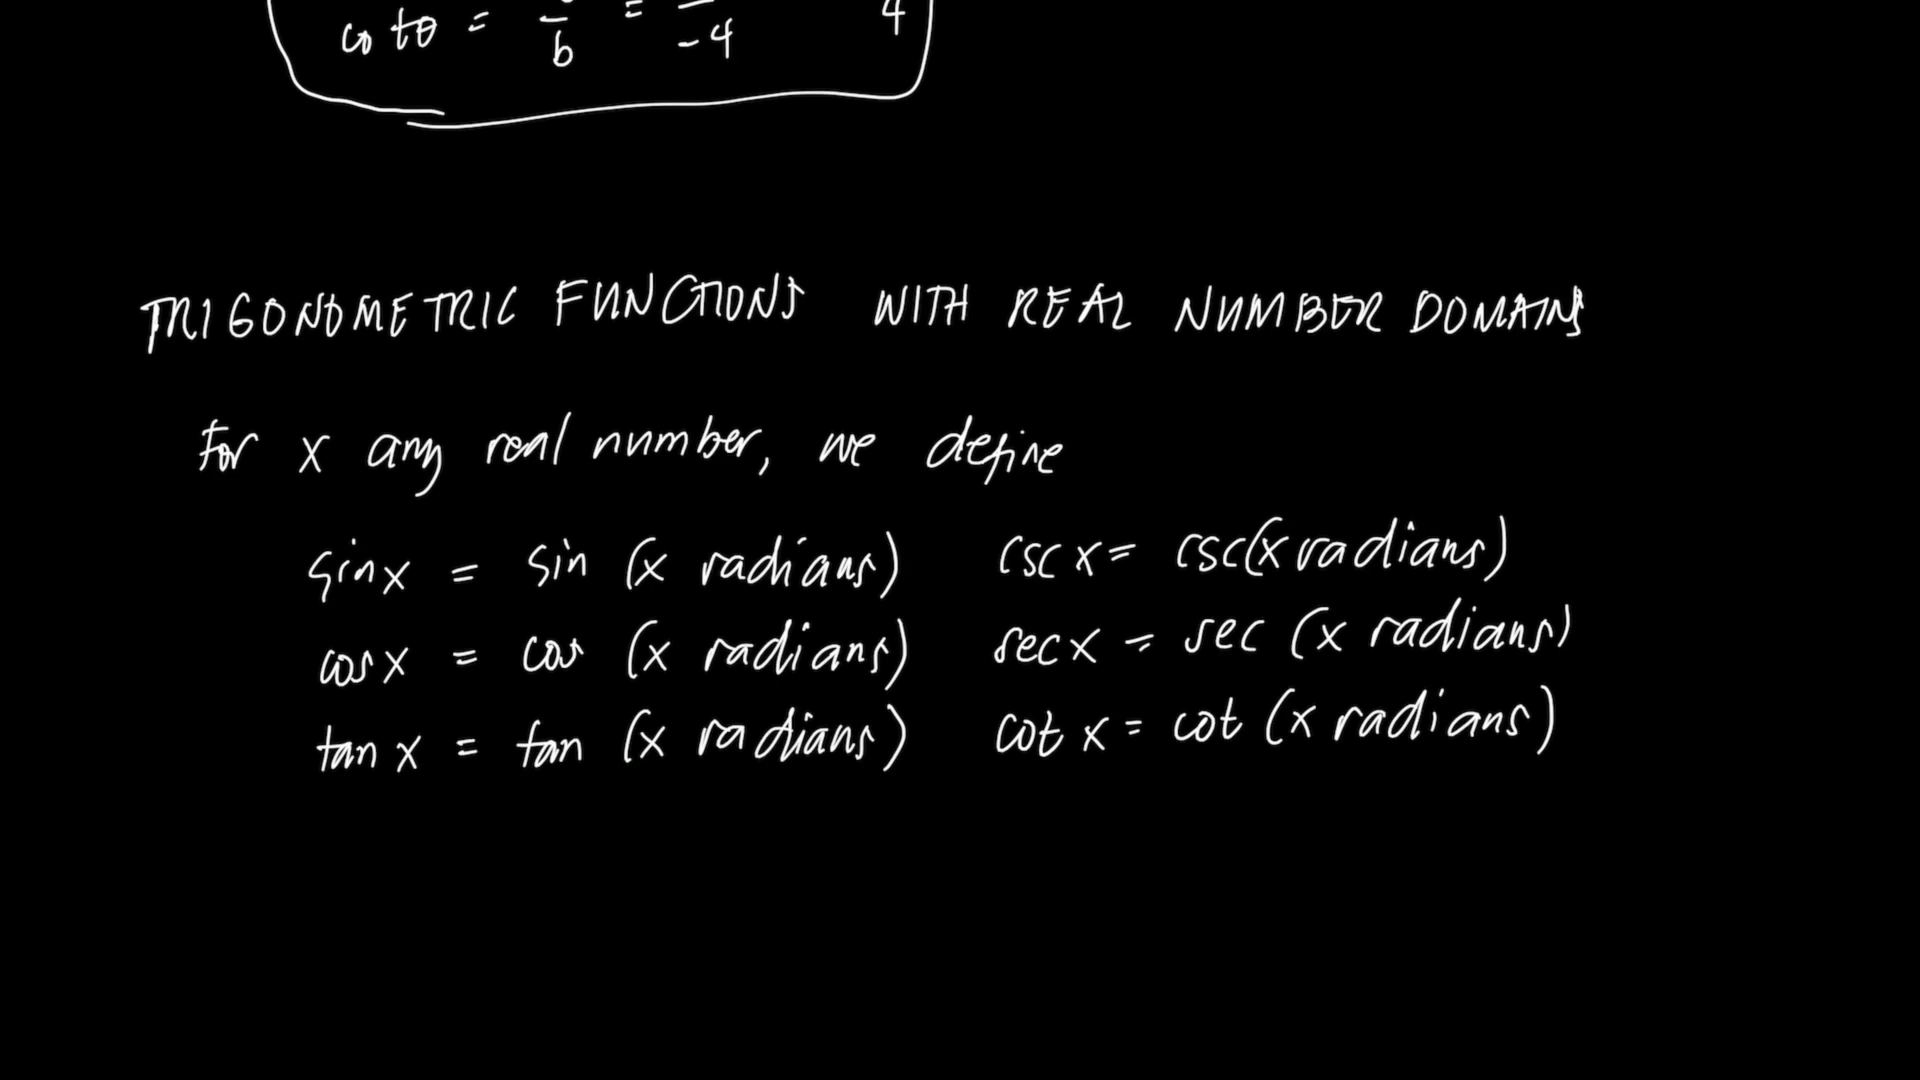 cot θ = / b = / -4 4
TRIGONOMETRIC FUNCTIONS WITH REAL NUMBER DOMAINS
For x any real number, we define
sin x = sin (x radians) csc x = csc(x radians)
cos x = cos (x radians) sec x = sec (x radians)
tan x = tan (x radians) cot x = cot (x radians)